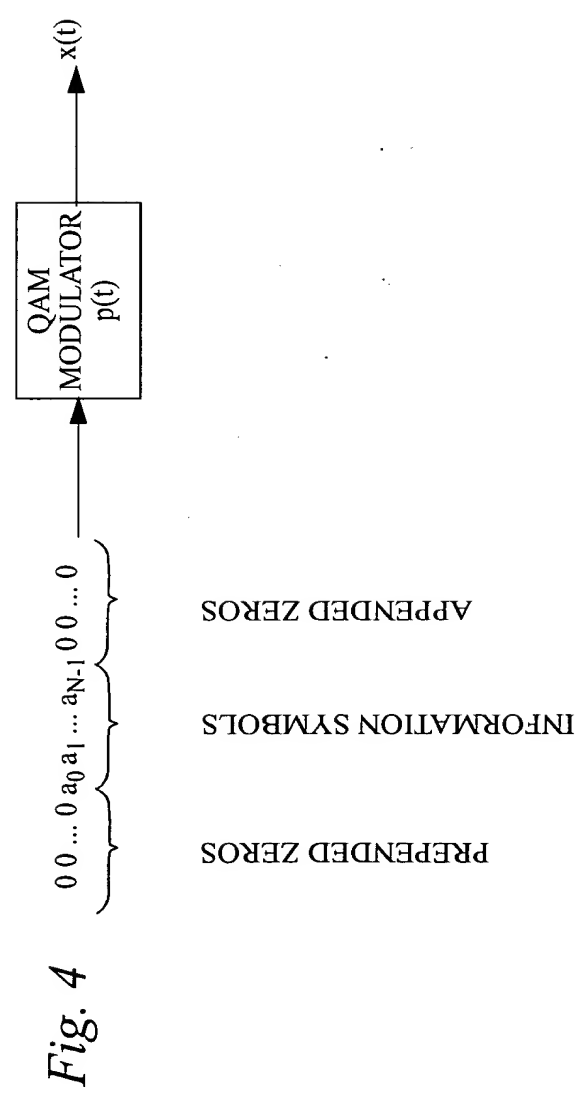 Fig. 4
0 0 ... 0 a₀ a₁ ... a_N-1 0 0 ... 0
PREPENDED ZEROS
INFORMATION SYMBOLS
APPENDED ZEROS
QAM
MODULATOR
p(t)
x(t)